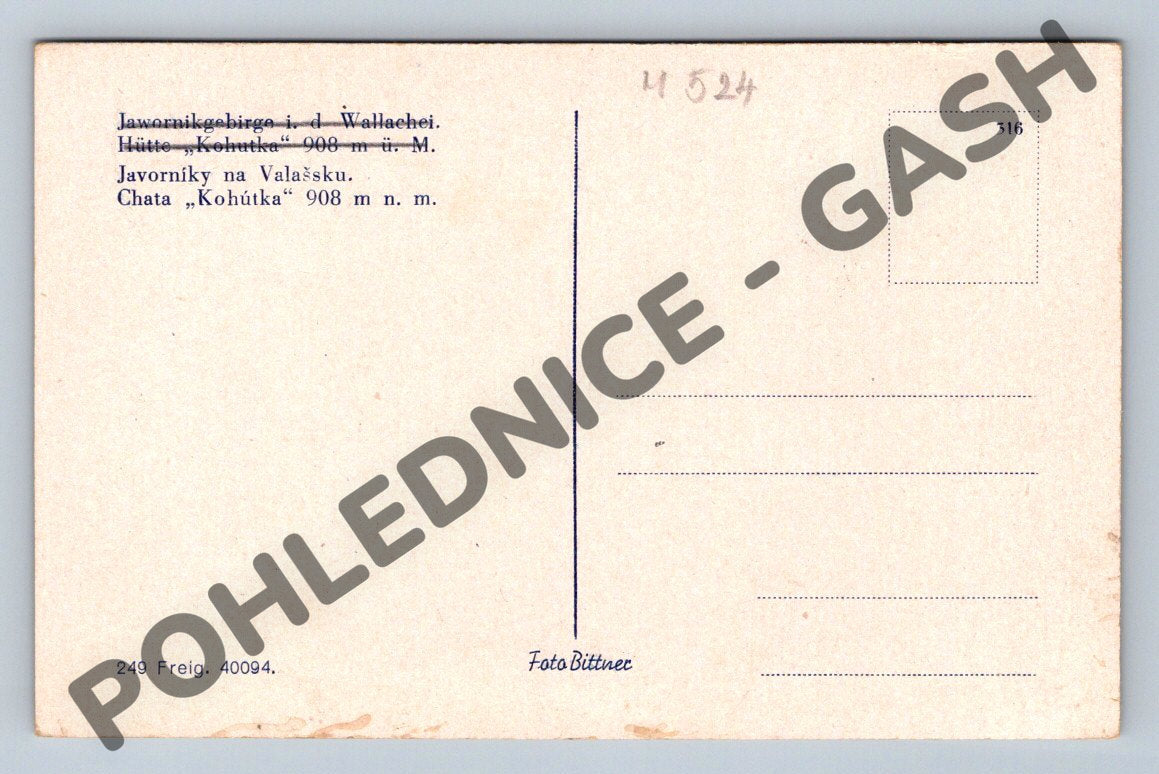 Jawornikgebirge i. d Wallachei.
Hütte „Kohutka“ 908 m ü. M.
Javorníky na Valašsku.
Chata „Kohútka“ 908 m n. m.
524
316
POHLEDNICE - GASH
249 Freig. 40094.
Foto Bittner